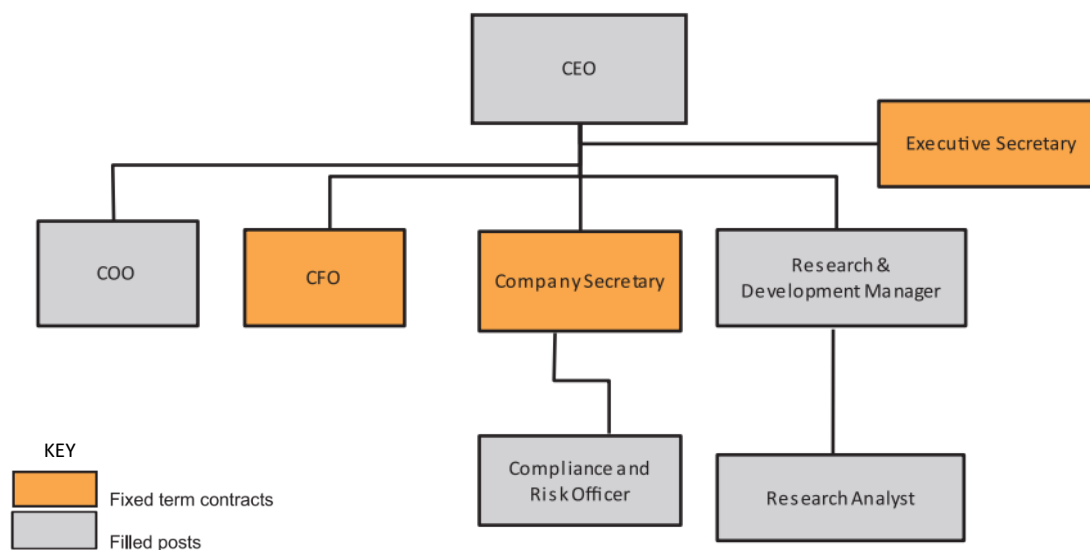 CEO
Executive Secretary
COO
CFO
Company Secretary
Research &
Development Manager
Compliance and
Risk Officer
Research Analyst
KEY
Fixed term contracts
Filled posts